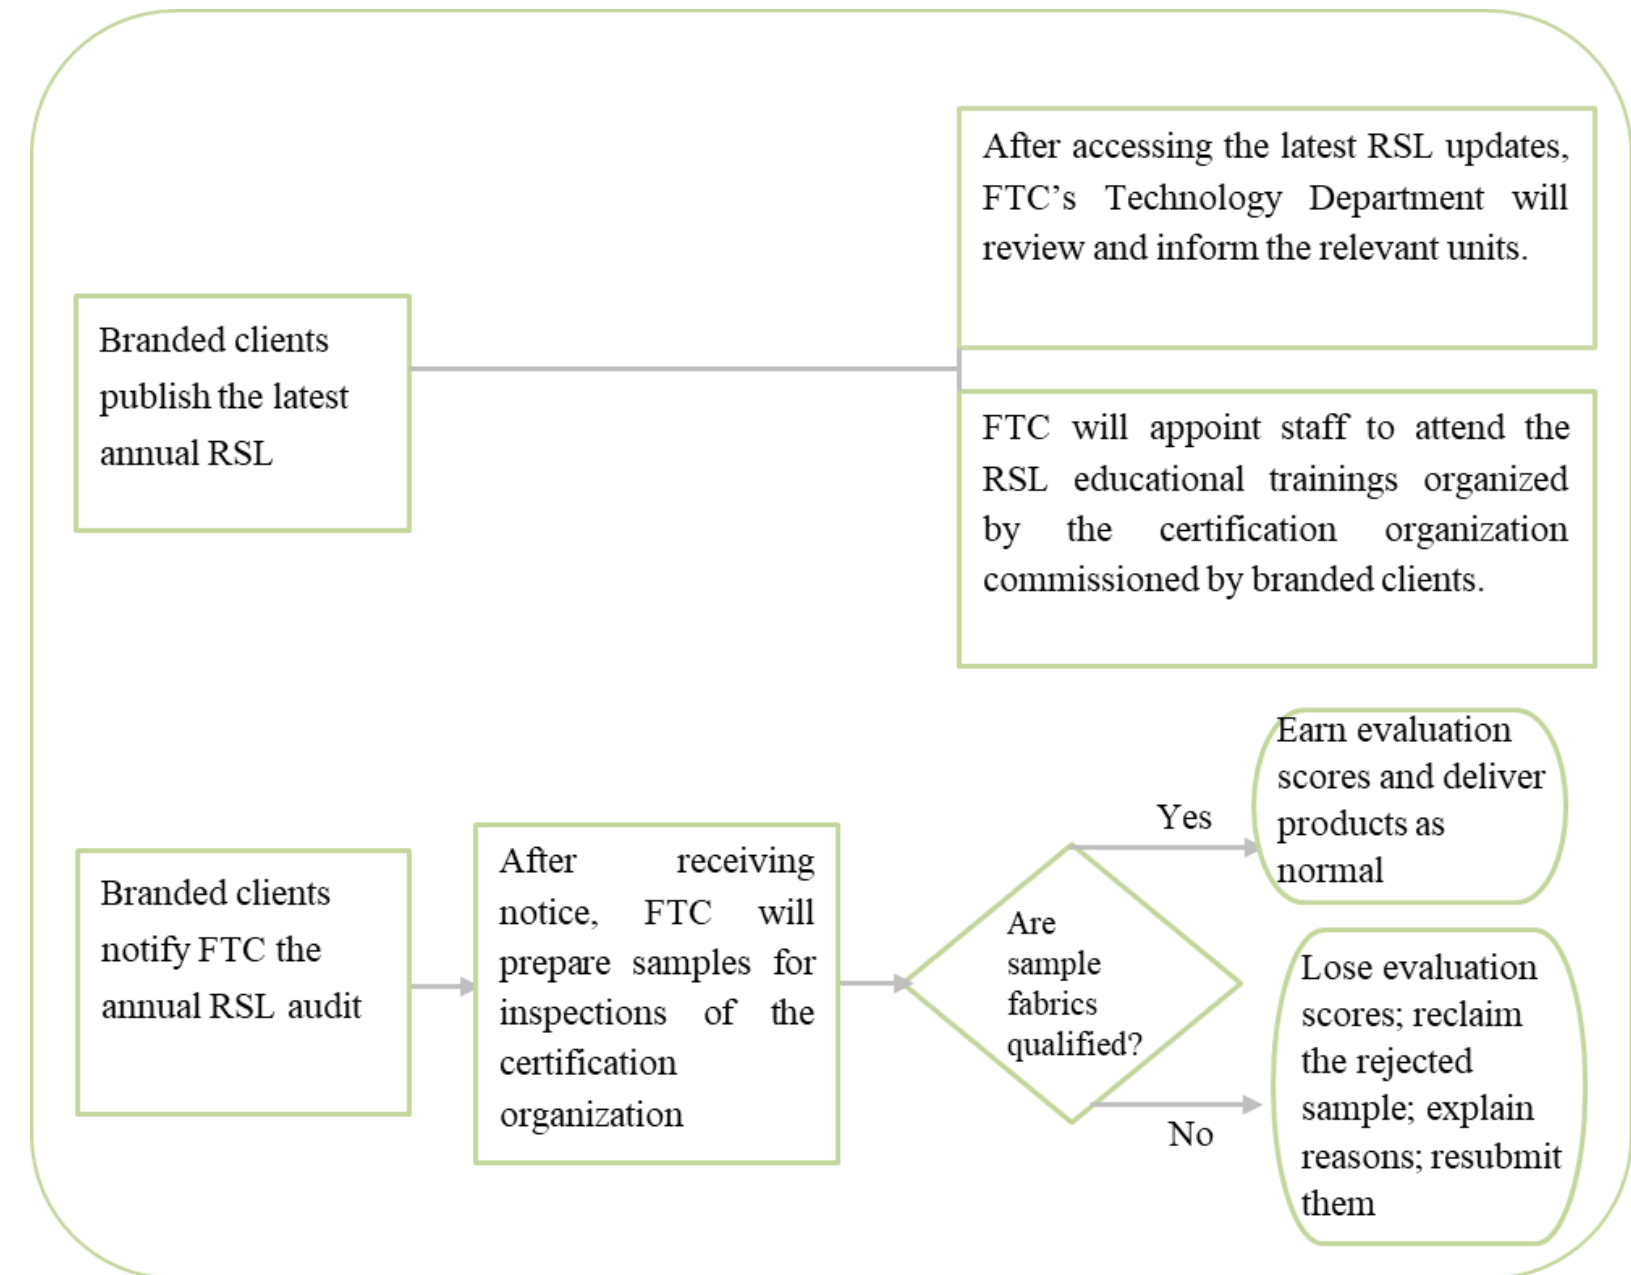 After accessing the latest RSL updates,
FTC’s Technology Department will
review and inform the relevant units.
Branded clients
publish the latest
annual RSL
FTC will appoint staff to attend the
RSL educational trainings organized
by the certification organization
commissioned by branded clients.
Branded clients
notify FTC the
annual RSL audit
After receiving
notice, FTC will
prepare samples for
inspections of the
certification
organization
Are
sample
fabrics
qualified?
Yes
Earn evaluation
scores and deliver
products as
normal
No
Lose evaluation
scores; reclaim
the rejected
sample; explain
reasons; resubmit
them